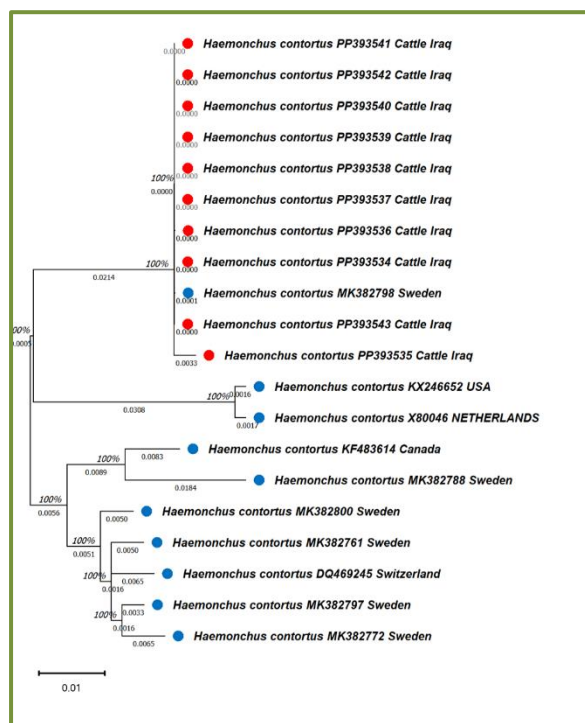 Haemonchus contortus PP393541 Cattle Iraq
0.0000
Haemonchus contortus PP393542 Cattle Iraq
0.0000
Haemonchus contortus PP393540 Cattle Iraq
0.0000
Haemonchus contortus PP393539 Cattle Iraq
0.0000
Haemonchus contortus PP393538 Cattle Iraq
0.0000
100%
0.0000
Haemonchus contortus PP393537 Cattle Iraq
0.0000
Haemonchus contortus PP393536 Cattle Iraq
0.0000
Haemonchus contortus PP393534 Cattle Iraq
100%
0.0000
0.0214
Haemonchus contortus MK382798 Sweden
0.0001
Haemonchus contortus PP393543 Cattle Iraq
0.0000
100%
0.0005
Haemonchus contortus PP393535 Cattle Iraq
0.0033
Haemonchus contortus KX246652 USA
0.0016
100%
0.0308
Haemonchus contortus X80046 NETHERLANDS
0.0017
Haemonchus contortus KF483614 Canada
0.0083
100%
0.0089
Haemonchus contortus MK382788 Sweden
0.0184
100%
0.0056
Haemonchus contortus MK382800 Sweden
0.0050
100%
0.0051
Haemonchus contortus MK382761 Sweden
0.0050
Haemonchus contortus DQ469245 Switzerland
0.0065
100%
0.0016
Haemonchus contortus MK382797 Sweden
0.0033
100%
0.0016
Haemonchus contortus MK382772 Sweden
0.0065
0.01